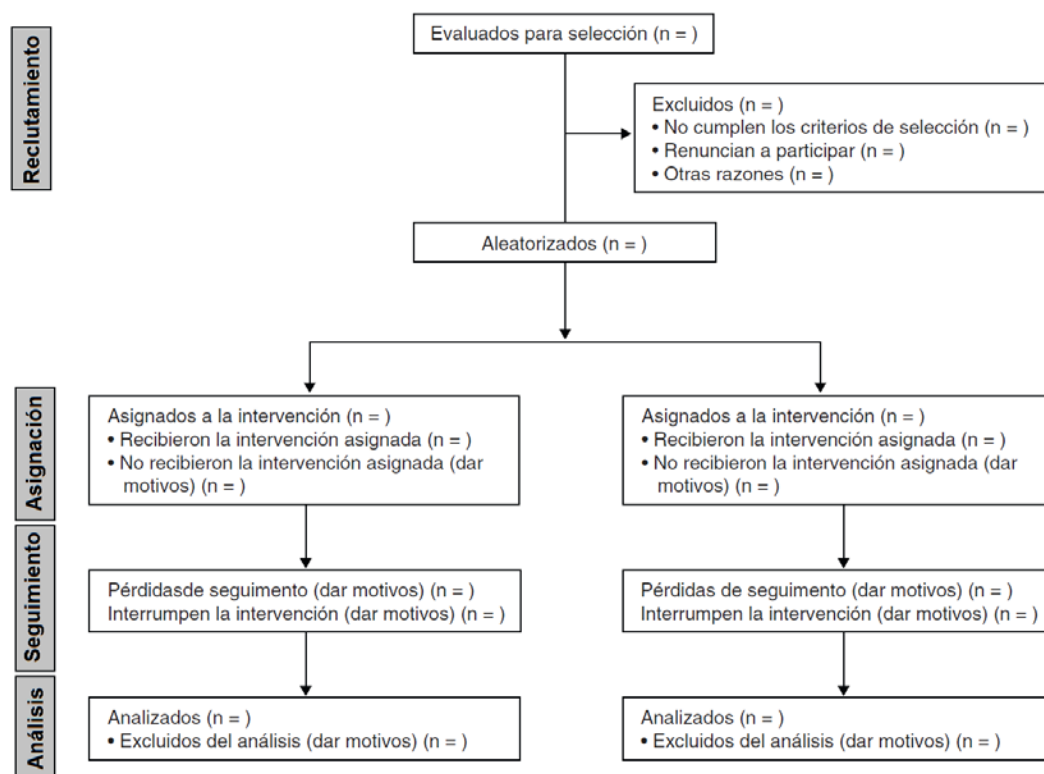 Reclutamiento
Evaluados para selección (n = )
Excluidos (n = )
• No cumplen los criterios de selección (n = )
• Renuncian a participar (n = )
• Otras razones (n = )
Aleatorizados (n = )
Asignación
Asignados a la intervención (n = )
• Recibieron la intervención asignada (n = )
• No recibieron la intervención asignada (dar
motivos) (n = )
Asignados a la intervención (n = )
• Recibieron la intervención asignada (n = )
• No recibieron la intervención asignada (dar
motivos) (n = )
Seguimiento
Pérdidasde seguimento (dar motivos) (n = )
Interrumpen la intervención (dar motivos) (n = )
Pérdidas de seguimento (dar motivos) (n = )
Interrumpen la intervención (dar motivos) (n = )
Análisis
Analizados (n = )
• Excluidos del análisis (dar motivos) (n = )
Analizados (n = )
• Excluidos del análisis (dar motivos) (n = )